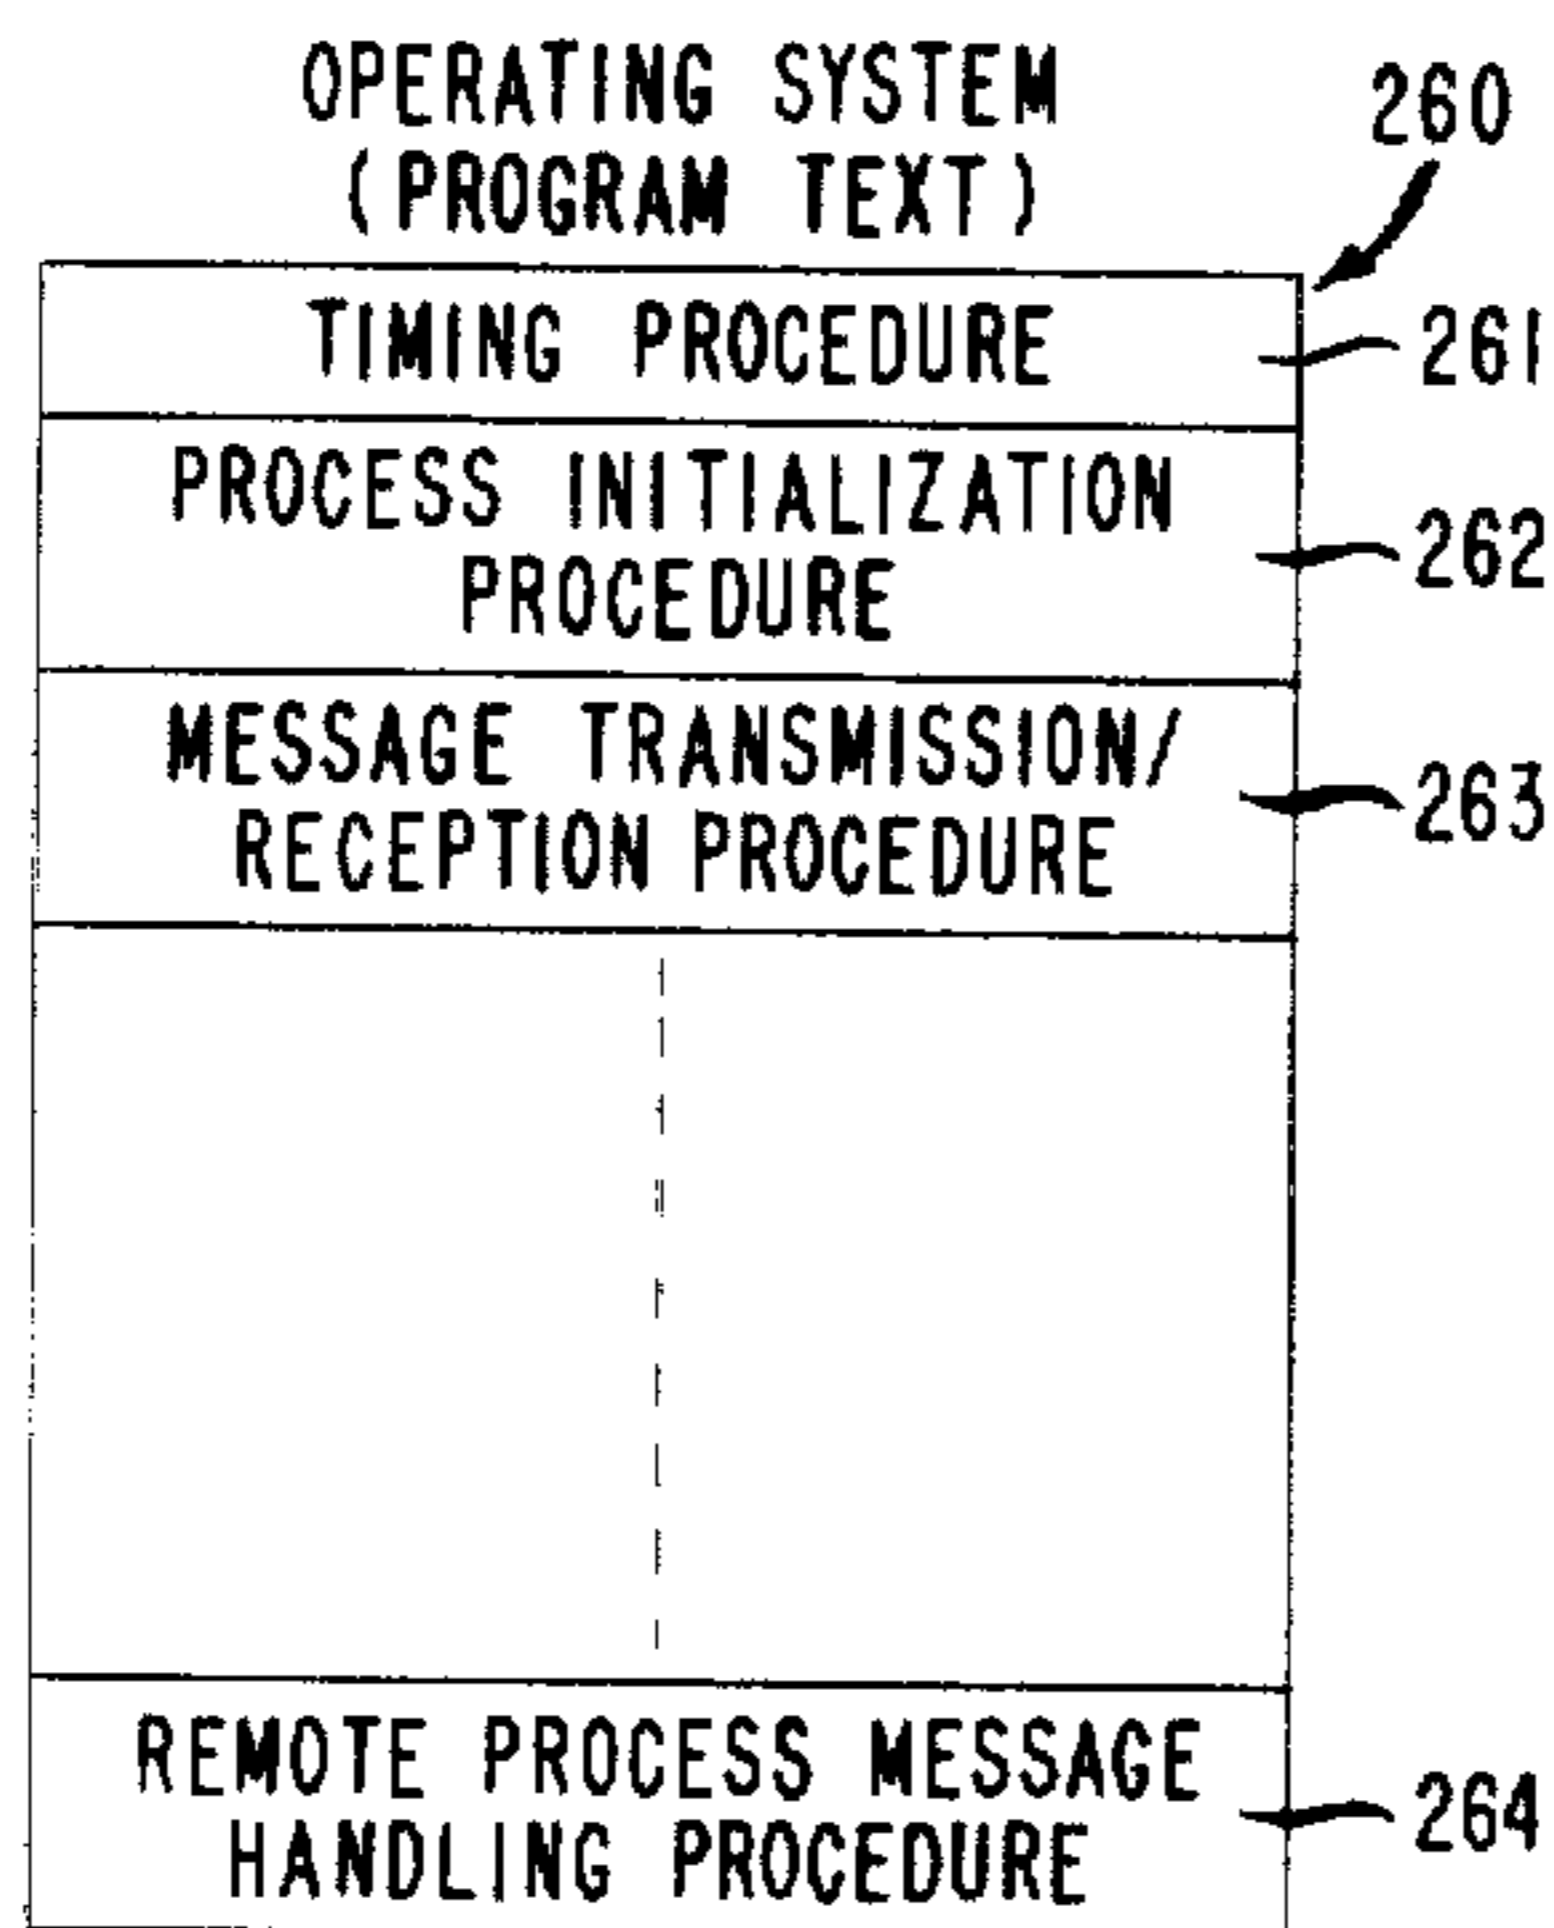 OPERATING SYSTEM
(PROGRAM TEXT)
260
TIMING PROCEDURE
261
PROCESS INITIALIZATION
PROCEDURE
262
MESSAGE TRANSMISSION/
RECEPTION PROCEDURE
263
REMOTE PROCESS MESSAGE
HANDLING PROCEDURE
264